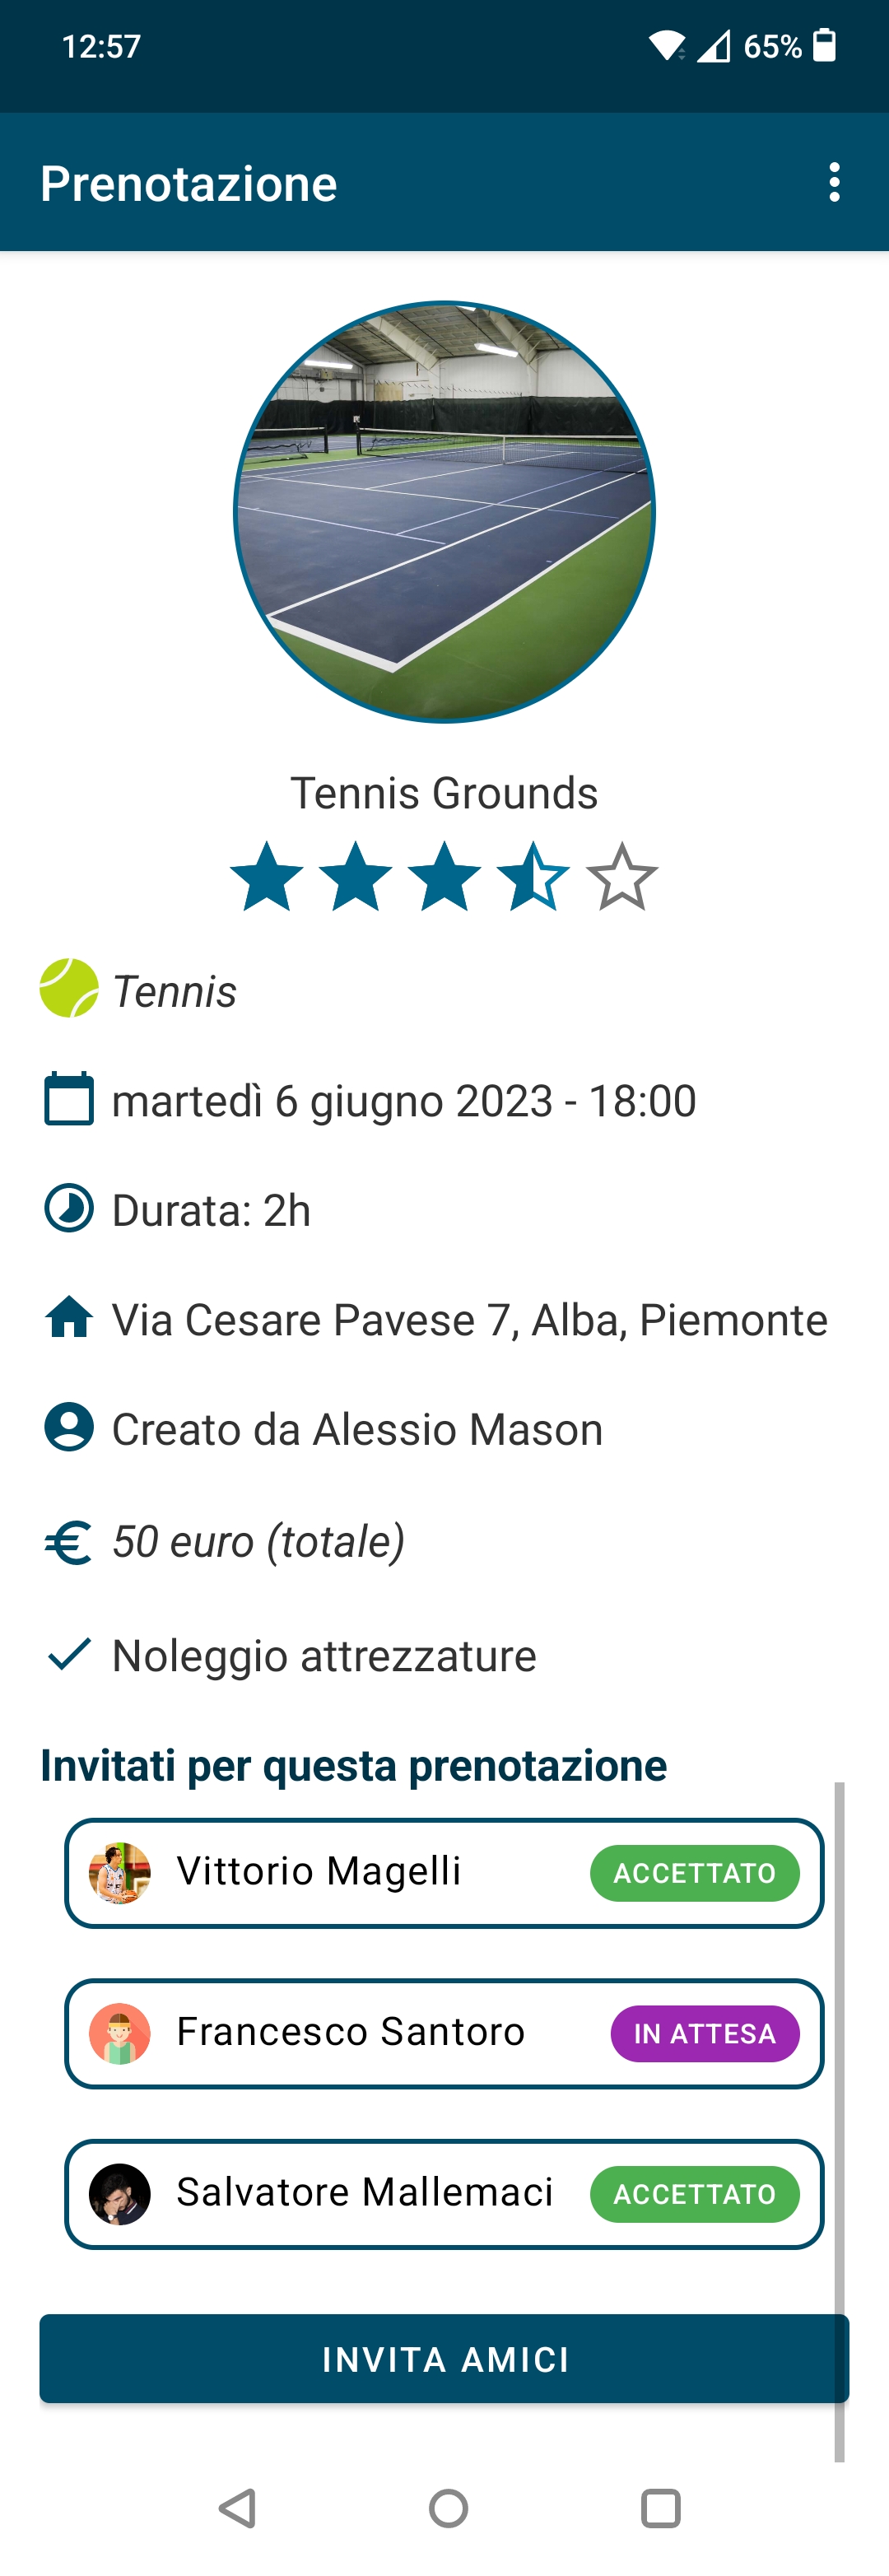 12:57
65%
Prenotazione
Tennis Grounds
Tennis
martedì 6 giugno 2023 - 18:00
Durata: 2h
Via Cesare Pavese 7, Alba, Piemonte
Creato da Alessio Mason
50 euro (totale)
Noleggio attrezzature
Invitati per questa prenotazione
Vittorio Magelli ACCETTATO
Francesco Santoro IN ATTESA
Salvatore Mallemaci ACCETTATO
INVITA AMICI